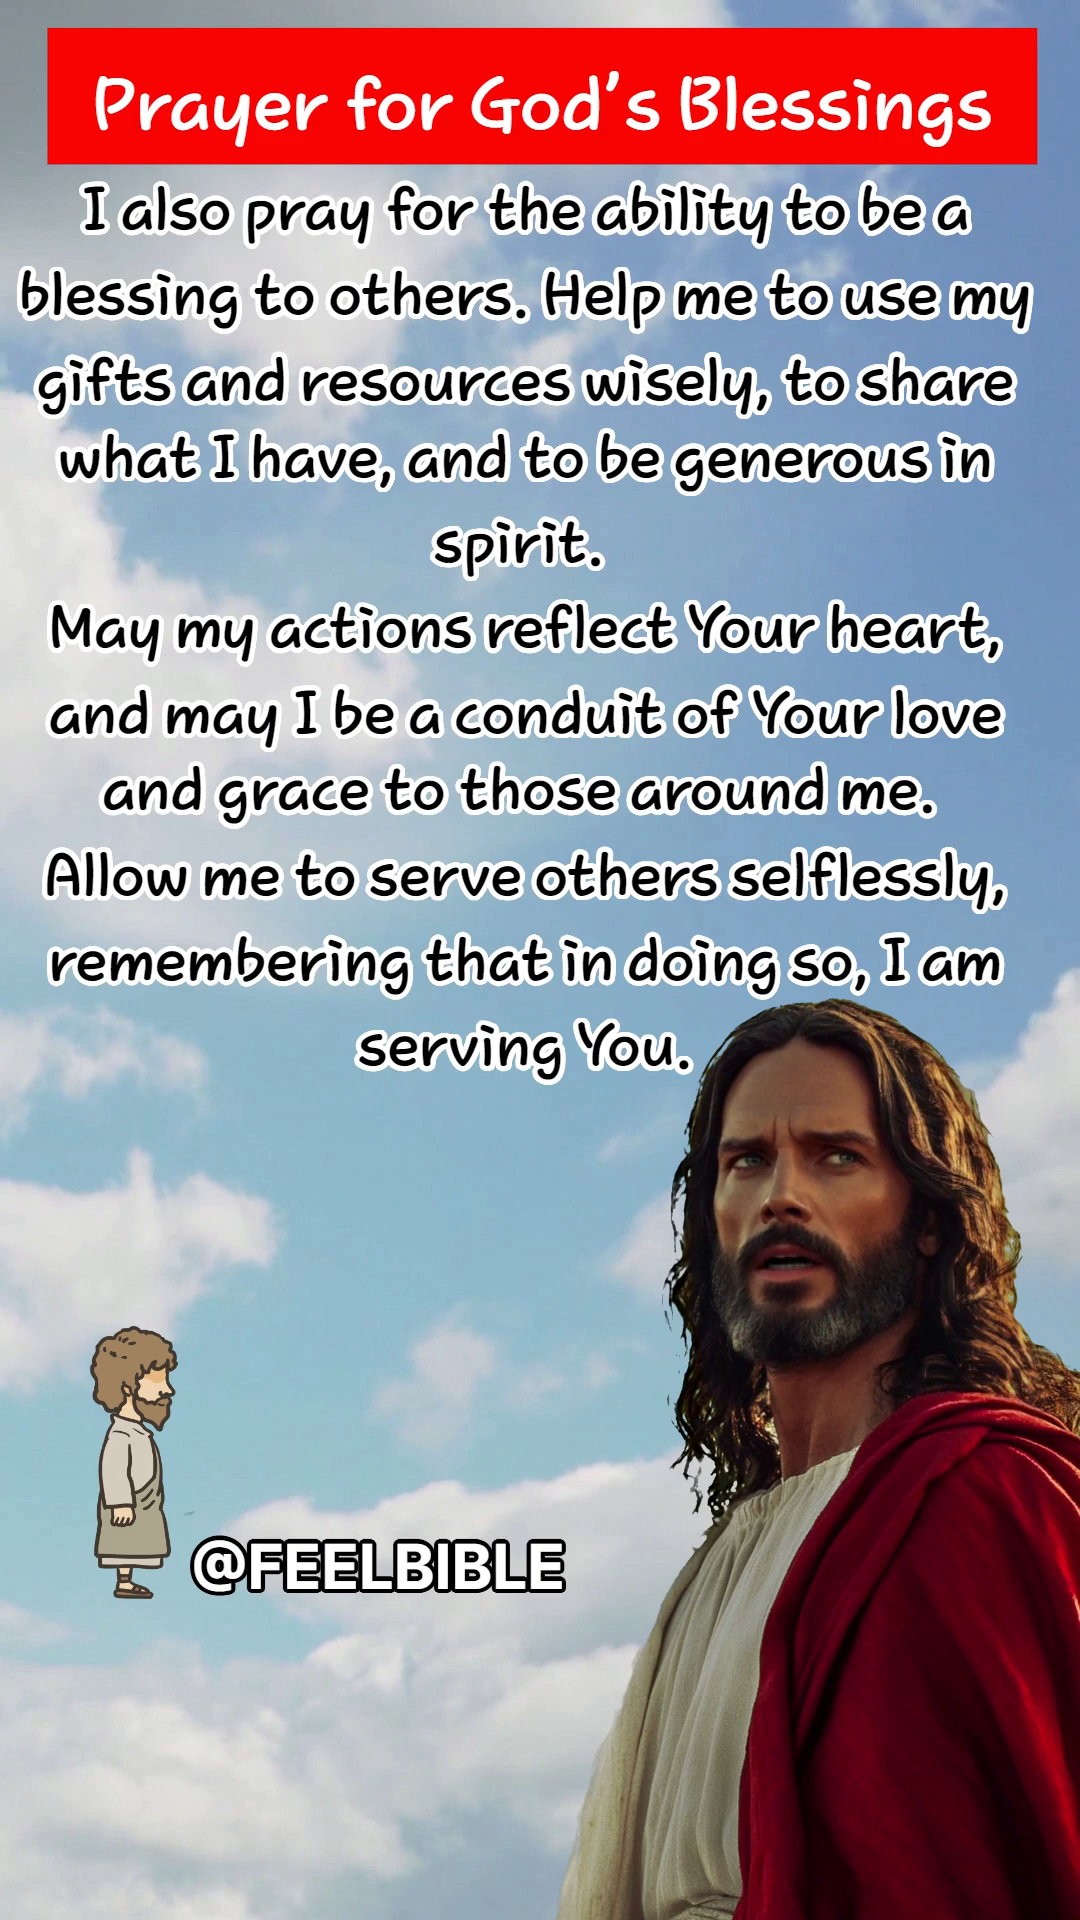 Prayer for God's Blessings
I also pray for the ability to be a
blessing to others. Help me to use my
gifts and resources wisely, to share
what I have, and to be generous in
spirit.
May my actions reflect Your heart,
and may I be a conduit of Your love
and grace to those around me.
Allow me to serve others selflessly,
remembering that in doing so, I am
serving You.
@FEELBIBLE